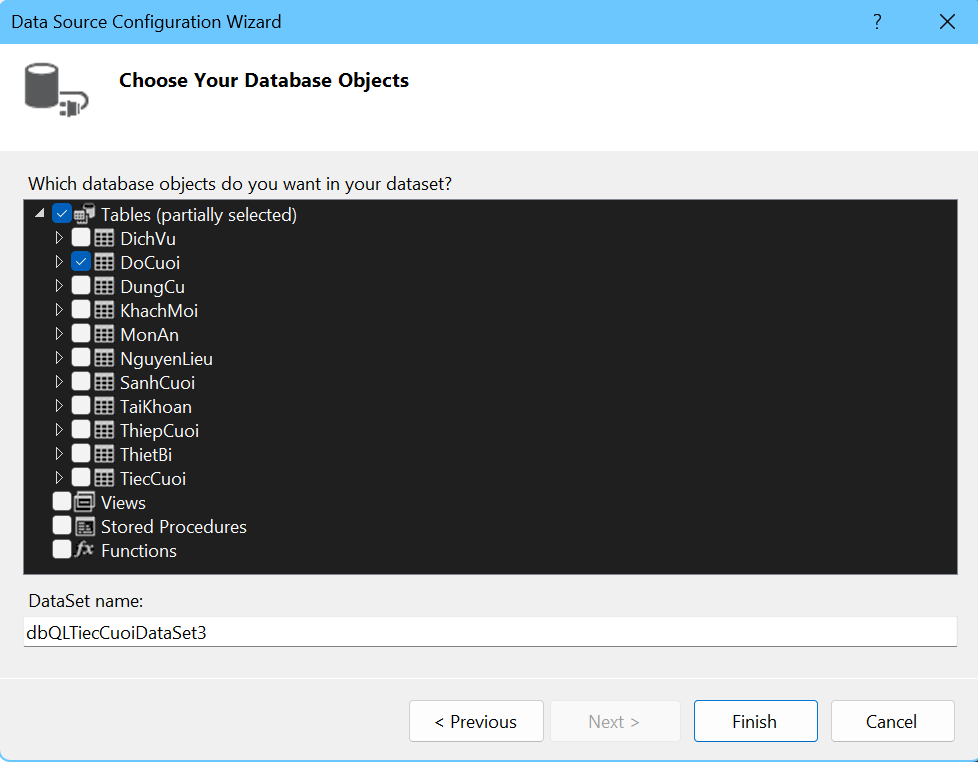 Data Source Configuration Wizard ?
Choose Your Database Objects
Which database objects do you want in your dataset?
Tables (partially selected)
DichVu
DoCuoi
DungCu
KhachMoi
MonAn
NguyenLieu
SanhCuoi
TaiKhoan
ThiepCuoi
ThietBi
TiecCuoi
Views
Stored Procedures
fx Functions
DataSet name:
dbQLTiecCuoiDataSet3
< Previous Next > Finish Cancel